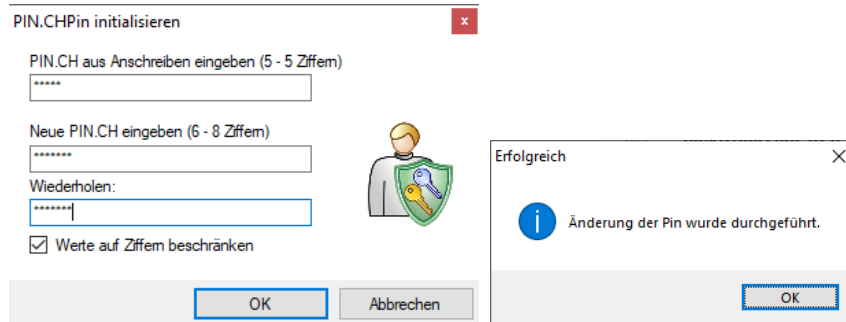 PIN.CHPin initialisieren
x
PIN.CH aus Anschreiben eingeben (5 - 5 Ziffern)
*****
Neue PIN.CH eingeben (6 - 8 Ziffern)
*******
Wiederholen:
*******
Werte auf Ziffern beschränken
OK
Abbrechen
Erfolgreich
Änderung der Pin wurde durchgeführt.
OK